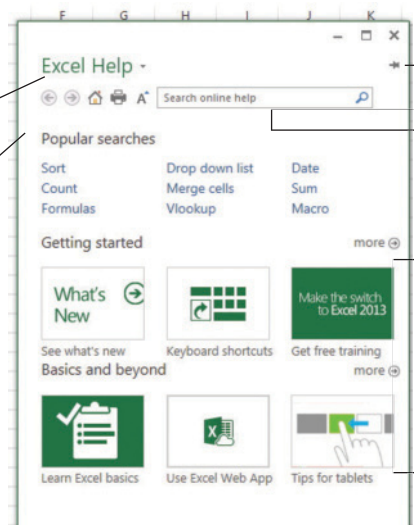 F G H I J K
Excel Help
A
Search online help
Popular searches
Sort Drop down list Date
Count Merge cells Sum
Formulas Vlookup Macro
Getting started more
What's New
Make the switch to Excel 2013
See what's new Keyboard shortcuts Get free training
Basics and beyond more
X
Learn Excel basics Use Excel Web App Tips for tablets